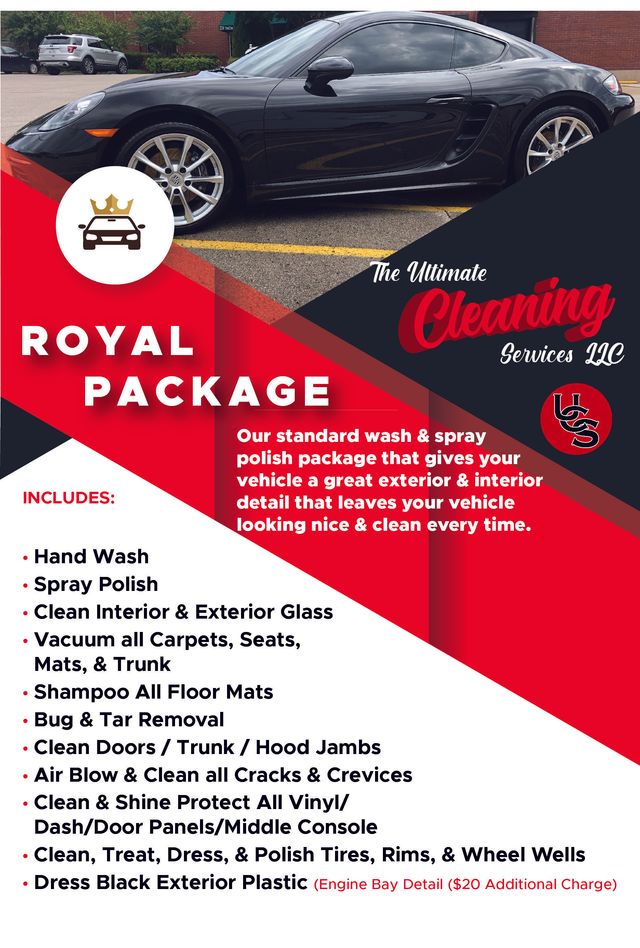 The Ultimate
Cleaning
Services LLC
UCS
ROYAL
PACKAGE
Our standard wash & spray
polish package that gives your
vehicle a great exterior & interior
detail that leaves your vehicle
looking nice & clean every time.
INCLUDES:
• Hand Wash
• Spray Polish
• Clean Interior & Exterior Glass
• Vacuum all Carpets, Seats,
Mats, & Trunk
• Shampoo All Floor Mats
• Bug & Tar Removal
• Clean Doors / Trunk / Hood Jambs
• Air Blow & Clean all Cracks & Crevices
• Clean & Shine Protect All Vinyl/
Dash/Door Panels/Middle Console
• Clean, Treat, Dress, & Polish Tires, Rims, & Wheel Wells
• Dress Black Exterior Plastic (Engine Bay Detail ($20 Additional Charge)